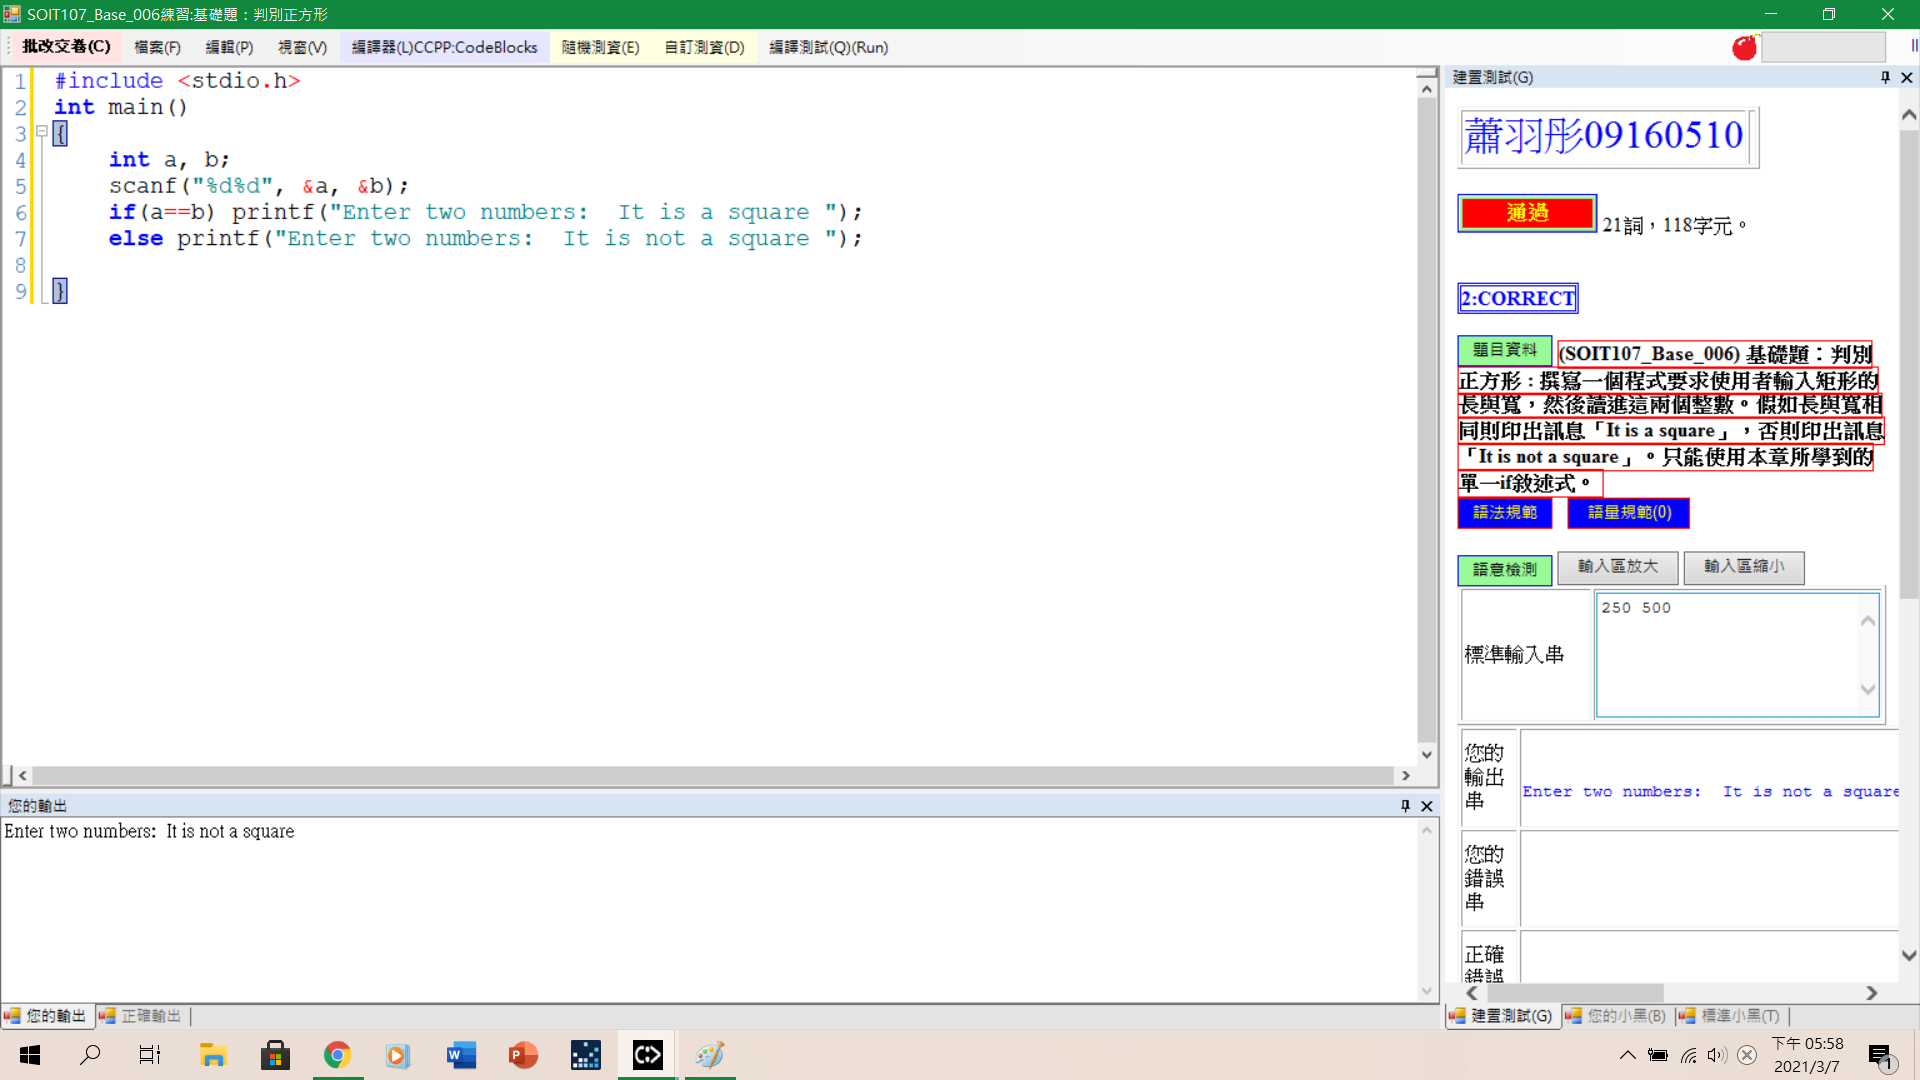 SOIT107_Base_006練習:基礎題：判別正方形
批改交卷(C) 檔案(F) 編輯(P) 視窗(V) 編譯器(L)CCPP:CodeBlocks 隨機測資(E) 自訂測資(D) 編譯測試(Q)(Run)
1 #include <stdio.h>
2 int main()
3 {
4 int a, b;
5 scanf("%d%d", &a, &b);
6 if(a==b) printf("Enter two numbers:  It is a square ");
7 else printf("Enter two numbers:  It is not a square ");
8
9 }
您的輸出
Enter two numbers:  It is not a square
您的輸出 正確輸出
建置測試(G)
蕭羽彤09160510
通過 21詞，118字元。
2:CORRECT
題目資料 (SOIT107_Base_006) 基礎題：判別
正方形：撰寫一個程式要求使用者輸入矩形的
長與寬，然後讀進這兩個整數。假如長與寬相
同則印出訊息「It is a square」，否則印出訊息
「It is not a square」。只能使用本章所學到的
單一if敘述式。
語法規範 語量規範(0)
語意檢測 輸入區放大 輸入區縮小
標準輸入串 250 500
您的
輸出
串
Enter two numbers:  It is not a square
您的
錯誤
串
正確
錯誤
建置測試(G) 您的小黑(B) 標準小黑(T)
下午 05:58
2021/3/7
1